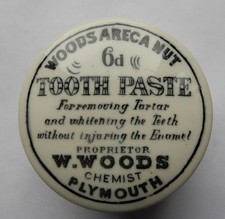 WOODS ARECA NUT
6d
TOOTH PASTE
For removing Tartar
and whitening the Teeth
without injuring the Enamel
PROPRIETOR
W. WOODS
CHEMIST
PLYMOUTH